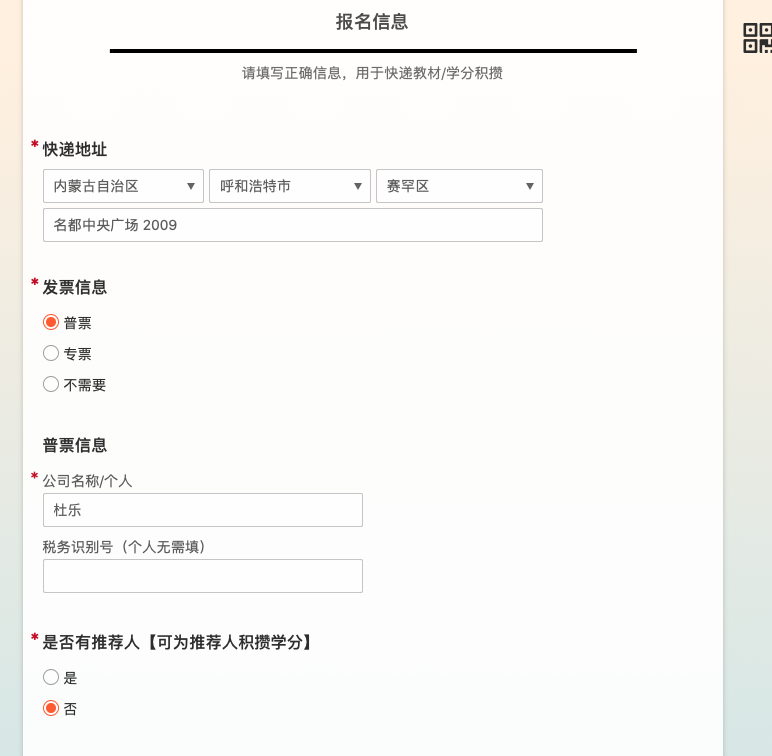 报名信息
请填写正确信息，用于快递教材/学分积攒
* 快递地址
内蒙古自治区 呼和浩特市 赛罕区
名都中央广场 2009
* 发票信息
普票
专票
不需要
普票信息
* 公司名称/个人
杜乐
税务识别号（个人无需填）
* 是否有推荐人【可为推荐人积攒学分】
是
否